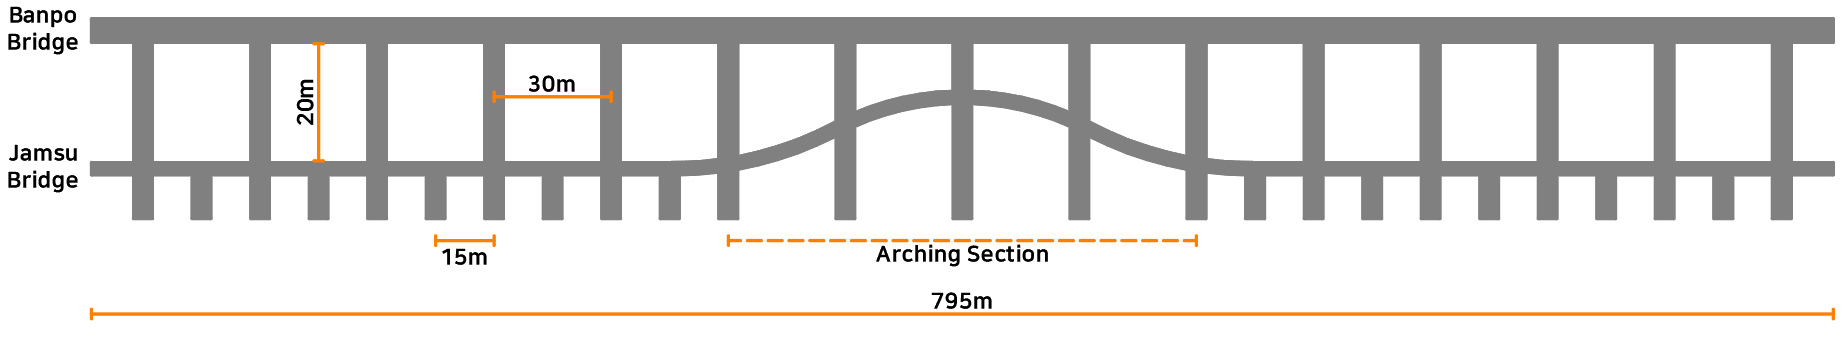 Banpo
Bridge
20m
30m
Jamsu
Bridge
15m
Arching Section
795m